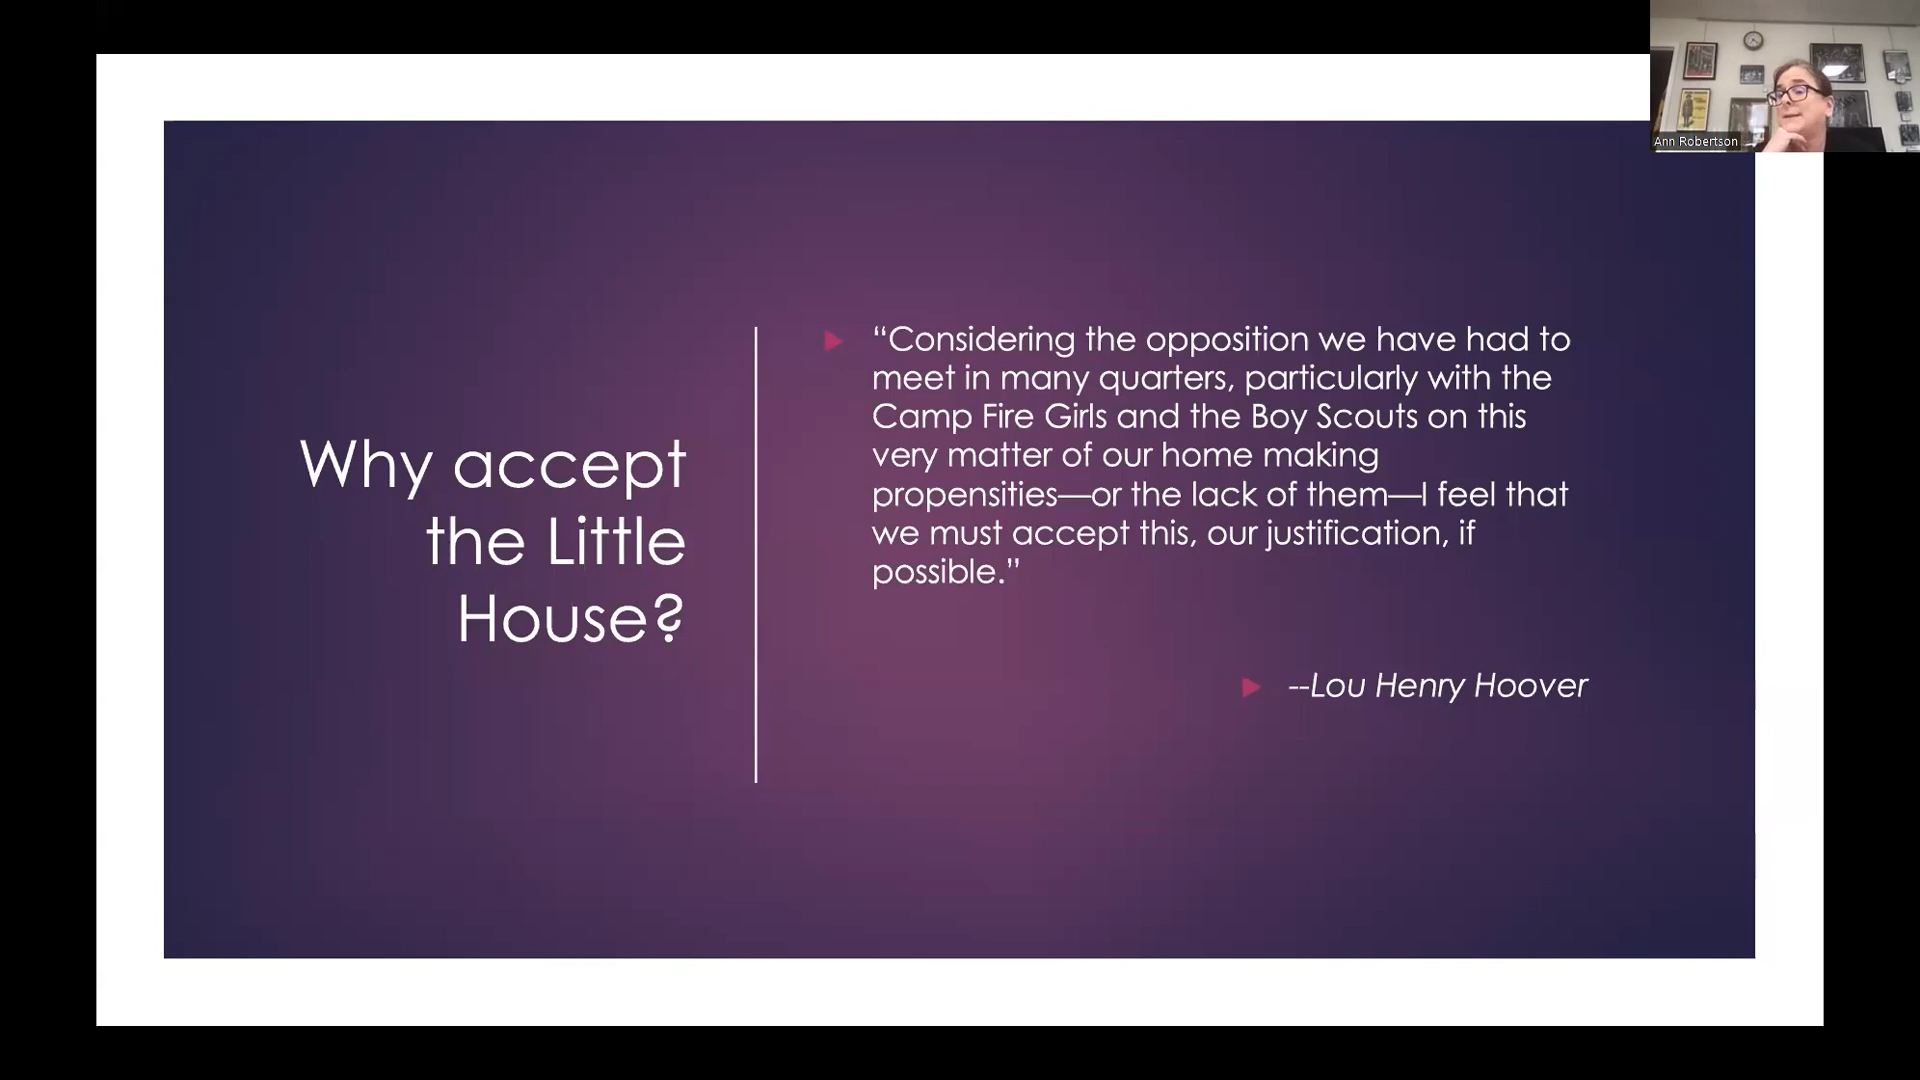 Ann Robertson
Why accept
the Little
House?
“Considering the opposition we have had to
meet in many quarters, particularly with the
Camp Fire Girls and the Boy Scouts on this
very matter of our home making
propensities—or the lack of them—I feel that
we must accept this, our justification, if
possible.”
--Lou Henry Hoover